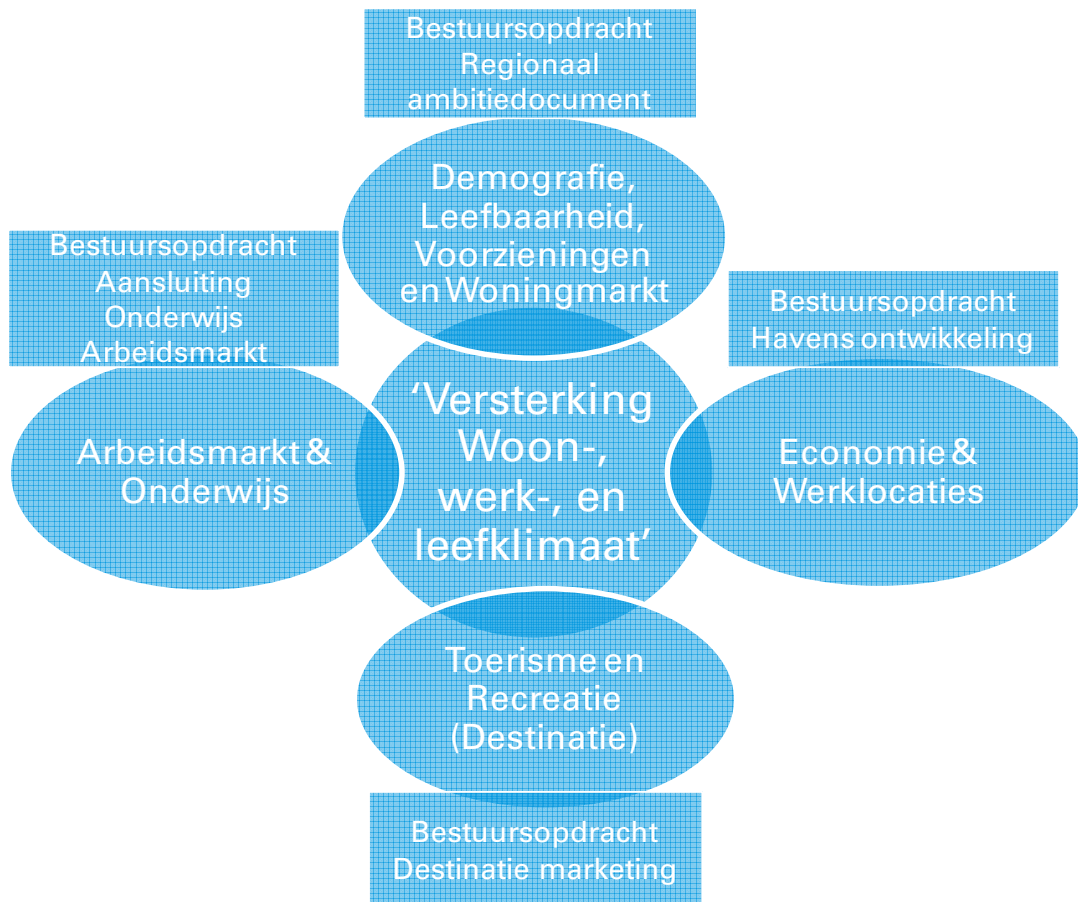 Bestuursopdracht
Regionaal
ambitiedocument
Demografie,
Leefbaarheid,
Voorzieningen
en Woningmarkt
Bestuursopdracht
Aansluiting
Onderwijs
Arbeidsmarkt
Bestuursopdracht
Havens ontwikkeling
Arbeidsmarkt &
Onderwijs
‘Versterking
Woon-,
werk-, en
leefklimaat’
Economie &
Werklocaties
Toerisme en
Recreatie
(Destinatie)
Bestuursopdracht
Destinatie marketing